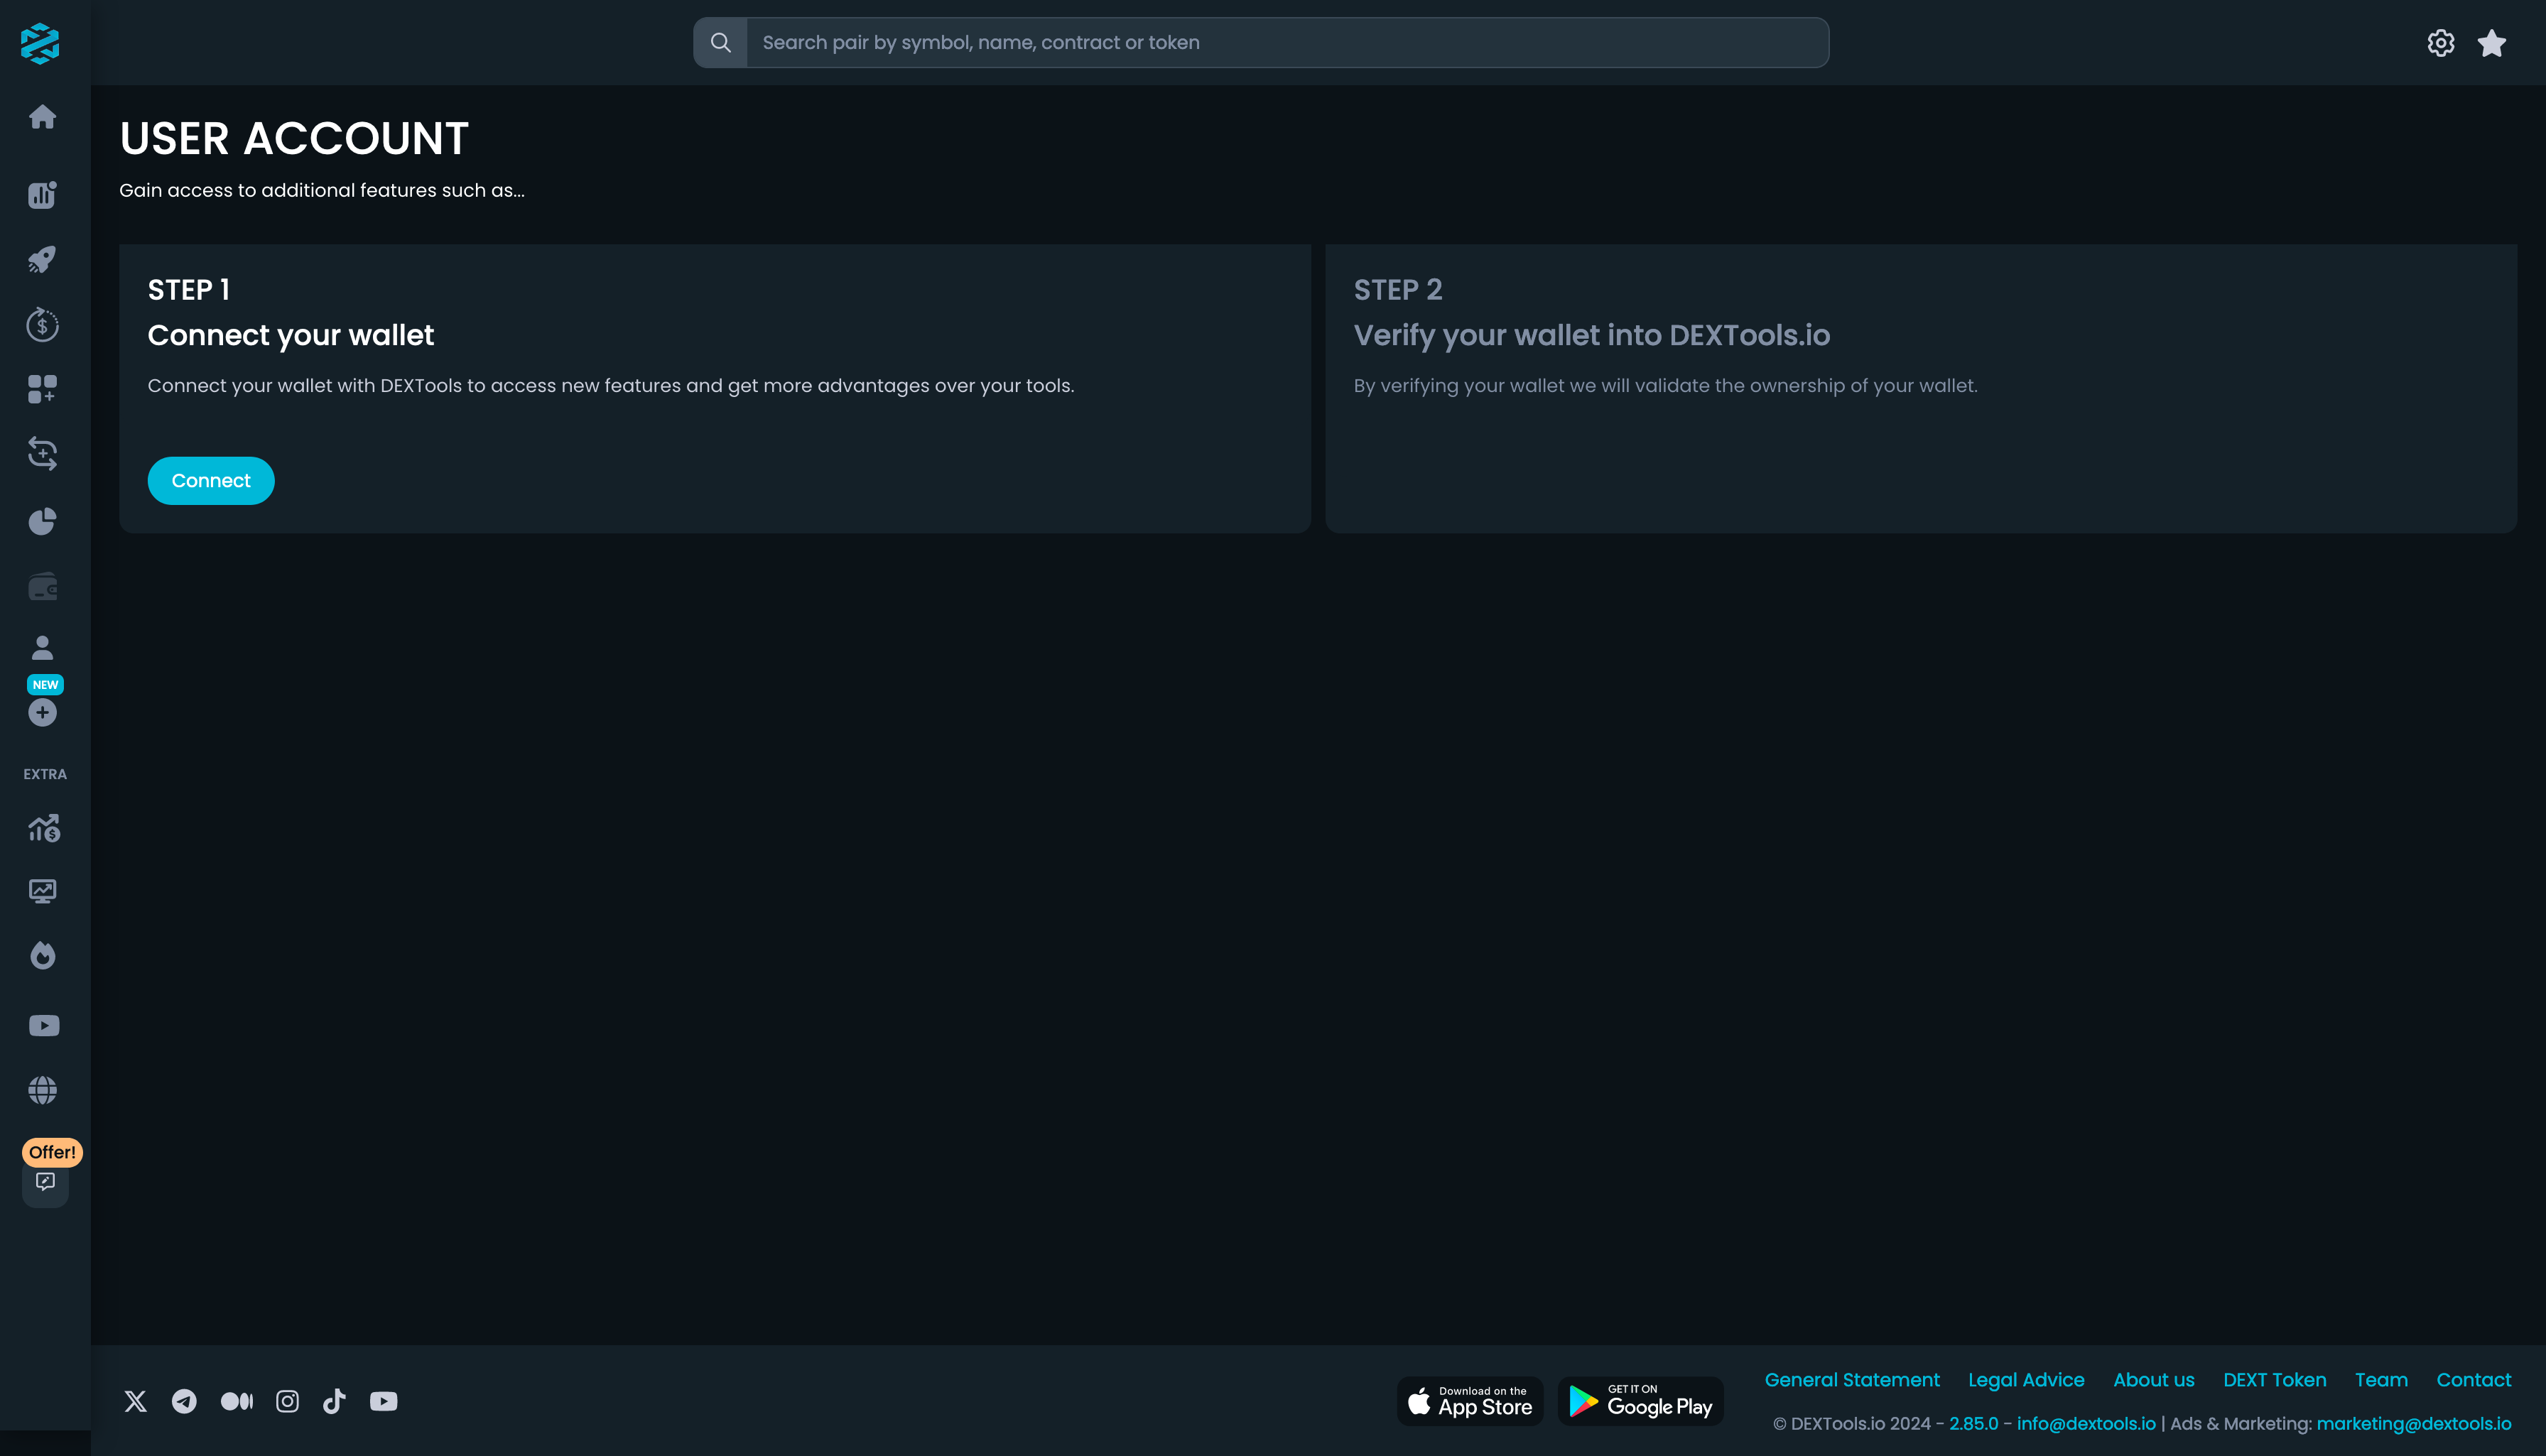 Search pair by symbol, name, contract or token
USER ACCOUNT
Gain access to additional features such as...
STEP 1
Connect your wallet
Connect your wallet with DEXTools to access new features and get more advantages over your tools.
Connect
STEP 2
Verify your wallet into DEXTools.io
By verifying your wallet we will validate the ownership of your wallet.
NEW
EXTRA
Offer!
Download on the
App Store
GET IT ON
Google Play
General Statement Legal Advice About us DEXT Token Team Contact
© DEXTools.io 2024 - 2.85.0 - info@dextools.io | Ads & Marketing: marketing@dextools.io